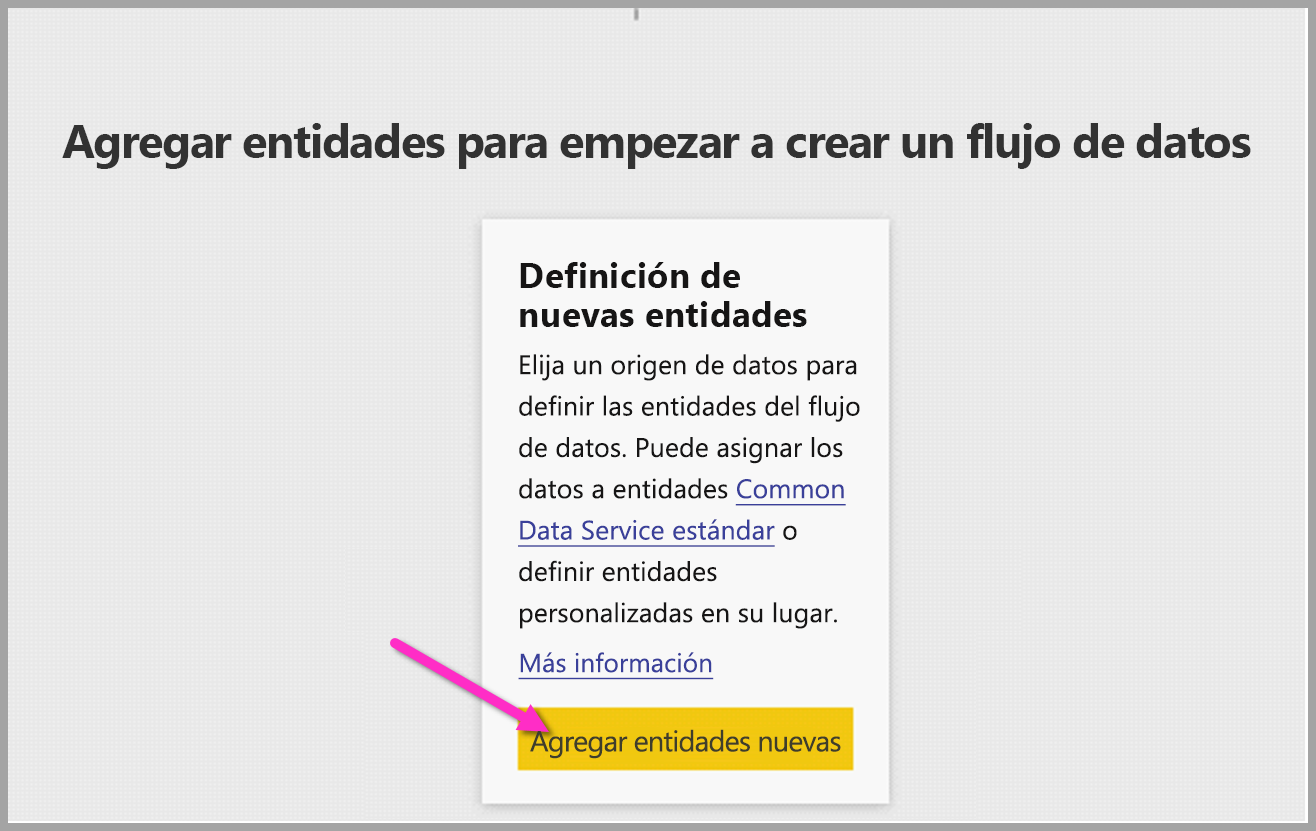 Agregar entidades para empezar a crear un flujo de datos
Definición de
nuevas entidades
Elija un origen de datos para
definir las entidades del flujo
de datos. Puede asignar los
datos a entidades Common
Data Service estándar o
definir entidades
personalizadas en su lugar.
Más información
Agregar entidades nuevas